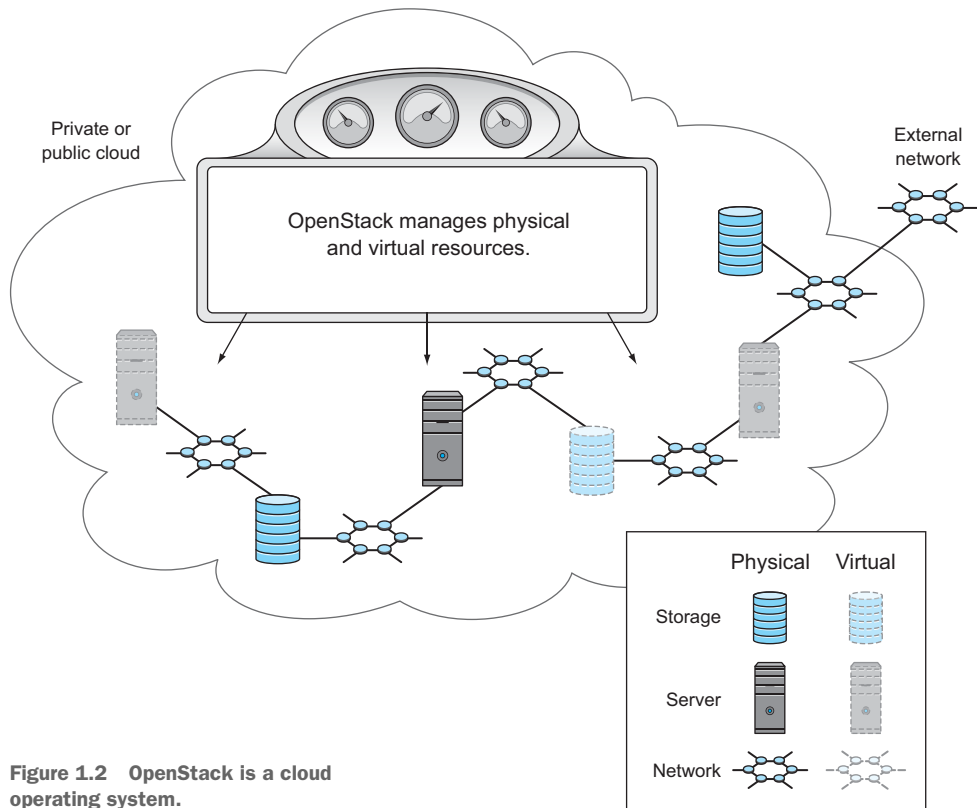 Private or
public cloud
External
network
OpenStack manages physical
and virtual resources.
Physical Virtual
Storage
Server
Network
Figure 1.2 OpenStack is a cloud
operating system.